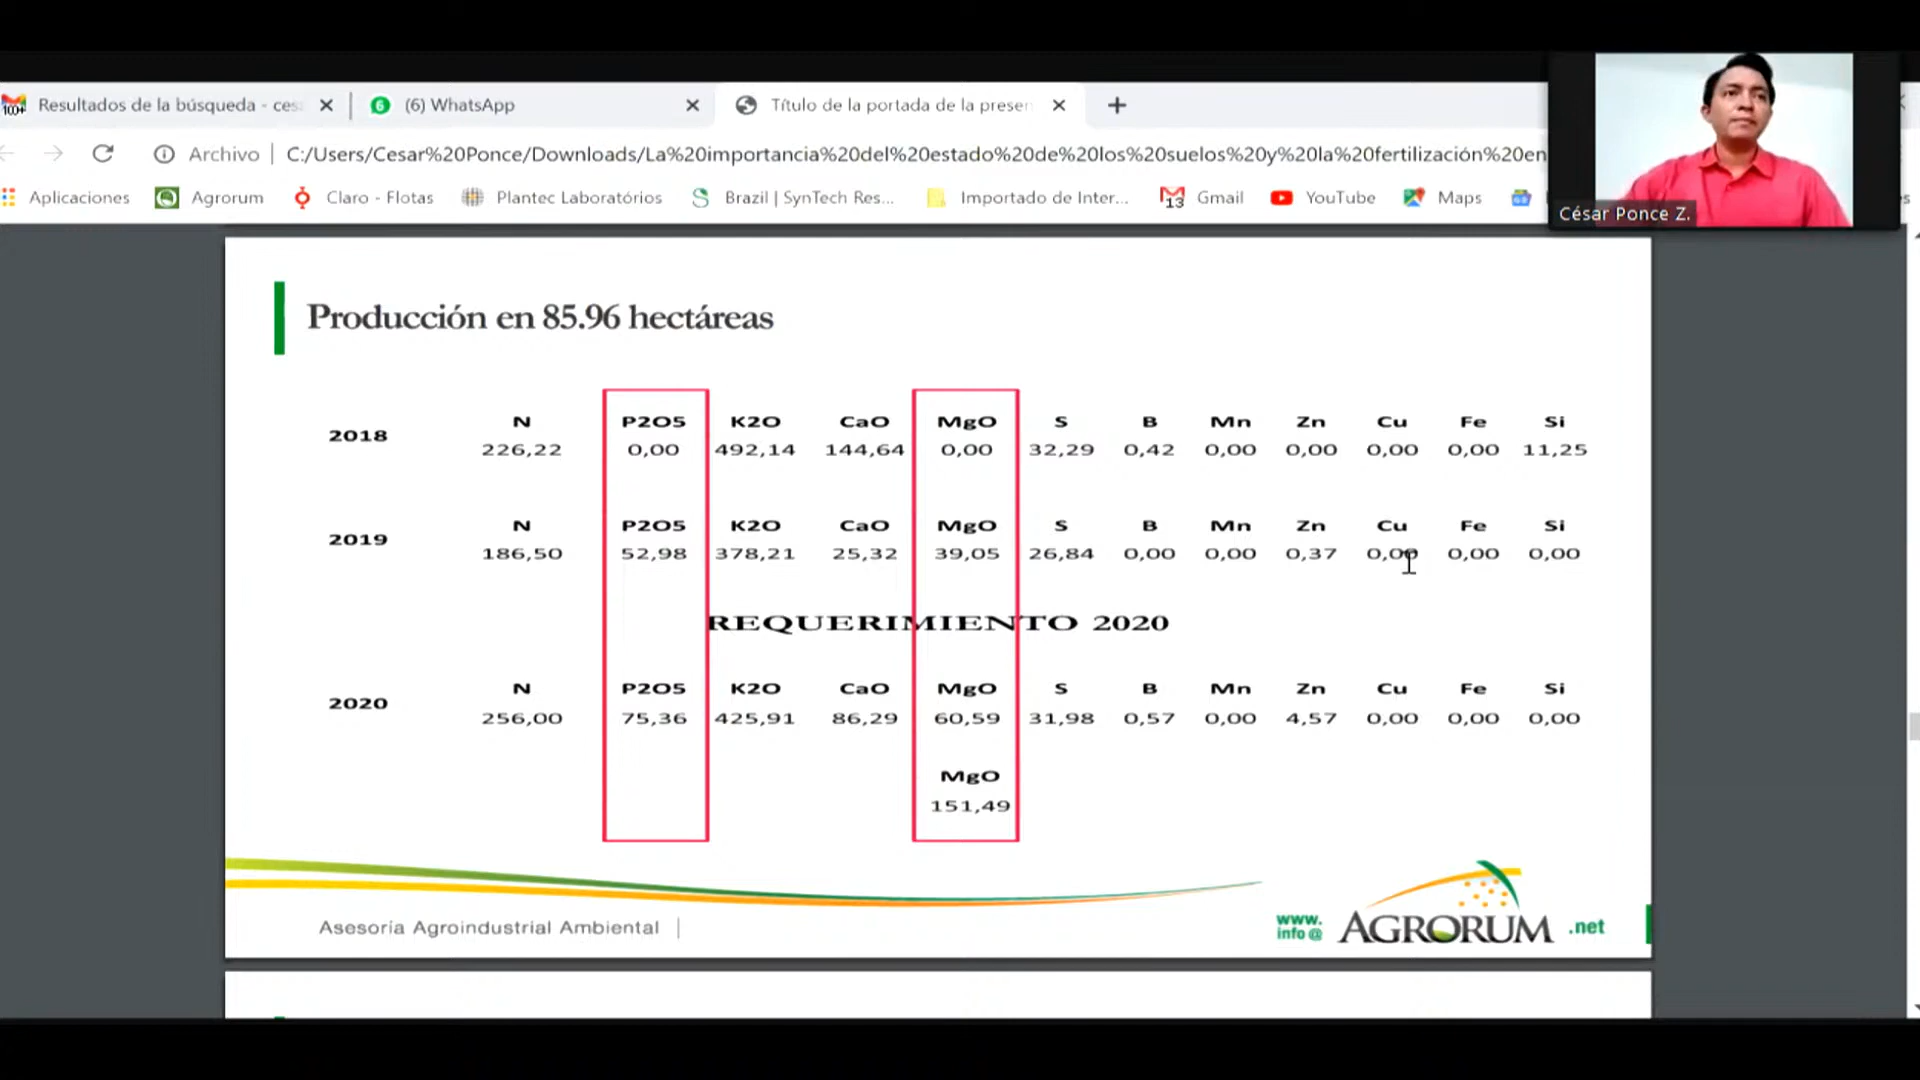 Resultados de la búsqueda - ces
(6) WhatsApp
Título de la portada de la presen
Archivo
C:/Users/Cesar%20Ponce/Downloads/La%20importancia%20del%20estado%20de%20los%20suelos%20y%20la%20fertilización%20en
Aplicaciones
Agrorum
Claro - Flotas
Plantec Laboratórios
Brazil | SynTech Res...
Importado de Inter...
Gmail
YouTube
Maps
César Ponce Z.
Producción en 85.96 hectáreas
N P2O5 K2O CaO MgO S B Mn Zn Cu Fe Si
2018
226,22 0,00 492,14 144,64 0,00 32,29 0,42 0,00 0,00 0,00 0,00 11,25
N P2O5 K2O CaO MgO S B Mn Zn Cu Fe Si
2019
186,50 52,98 378,21 25,32 39,05 26,84 0,00 0,00 0,37 0,00 0,00 0,00
REQUERIMIENTO 2020
N P2O5 K2O CaO MgO S B Mn Zn Cu Fe Si
2020
256,00 75,36 425,91 86,29 60,59 31,98 0,57 0,00 4,57 0,00 0,00 0,00
MgO
151,49
Asesoría Agroindustrial Ambiental |
www.
info@
AGRORUM
.net